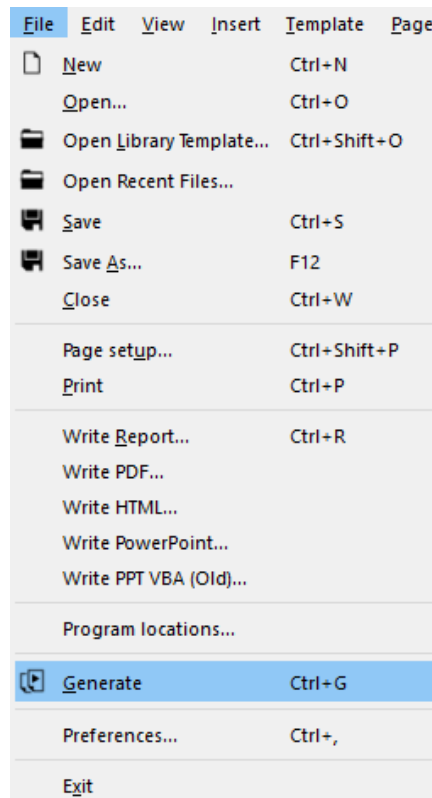 File Edit View Insert Template Page
New Ctrl+N
Open... Ctrl+O
Open Library Template... Ctrl+Shift+O
Open Recent Files...
Save Ctrl+S
Save As... F12
Close Ctrl+W
Page setup... Ctrl+Shift+P
Print Ctrl+P
Write Report... Ctrl+R
Write PDF...
Write HTML...
Write PowerPoint...
Write PPT VBA (Old)...
Program locations...
Generate Ctrl+G
Preferences... Ctrl+,
Exit